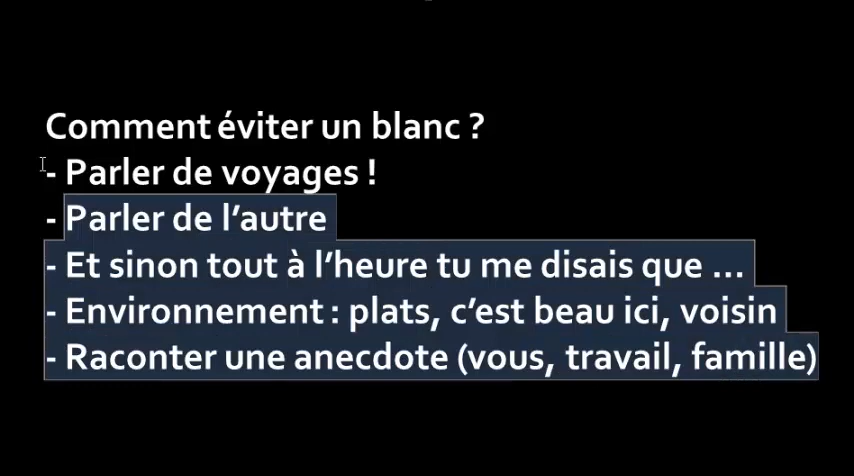 Comment éviter un blanc ?
- Parler de voyages !
- Parler de l’autre
- Et sinon tout à l’heure tu me disais que ...
- Environnement : plats, c’est beau ici, voisin
- Raconter une anecdote (vous, travail, famille)